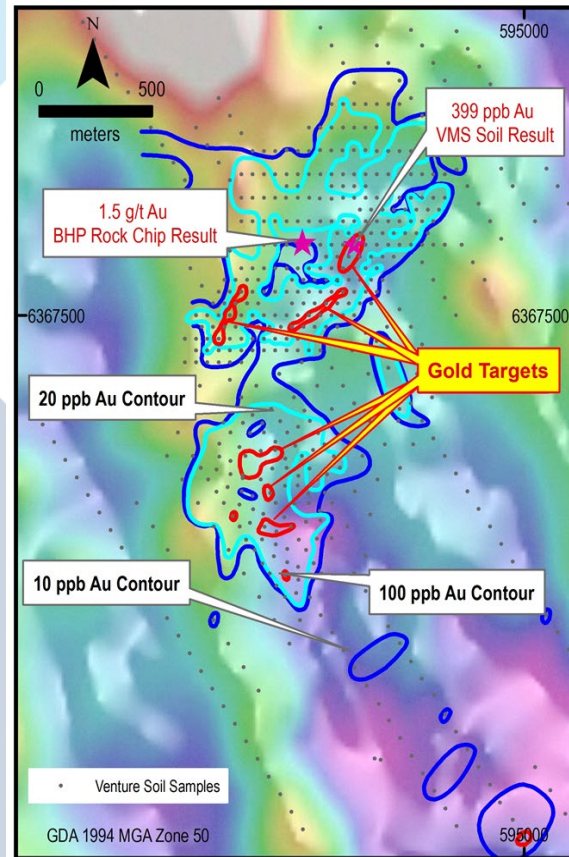 595000
N
0 500
meters
399 ppb Au
VMS Soil Result
1.5 g/t Au
BHP Rock Chip Result
6367500
6367500
Gold Targets
20 ppb Au Contour
10 ppb Au Contour
100 ppb Au Contour
Venture Soil Samples
GDA 1994 MGA Zone 50
595000